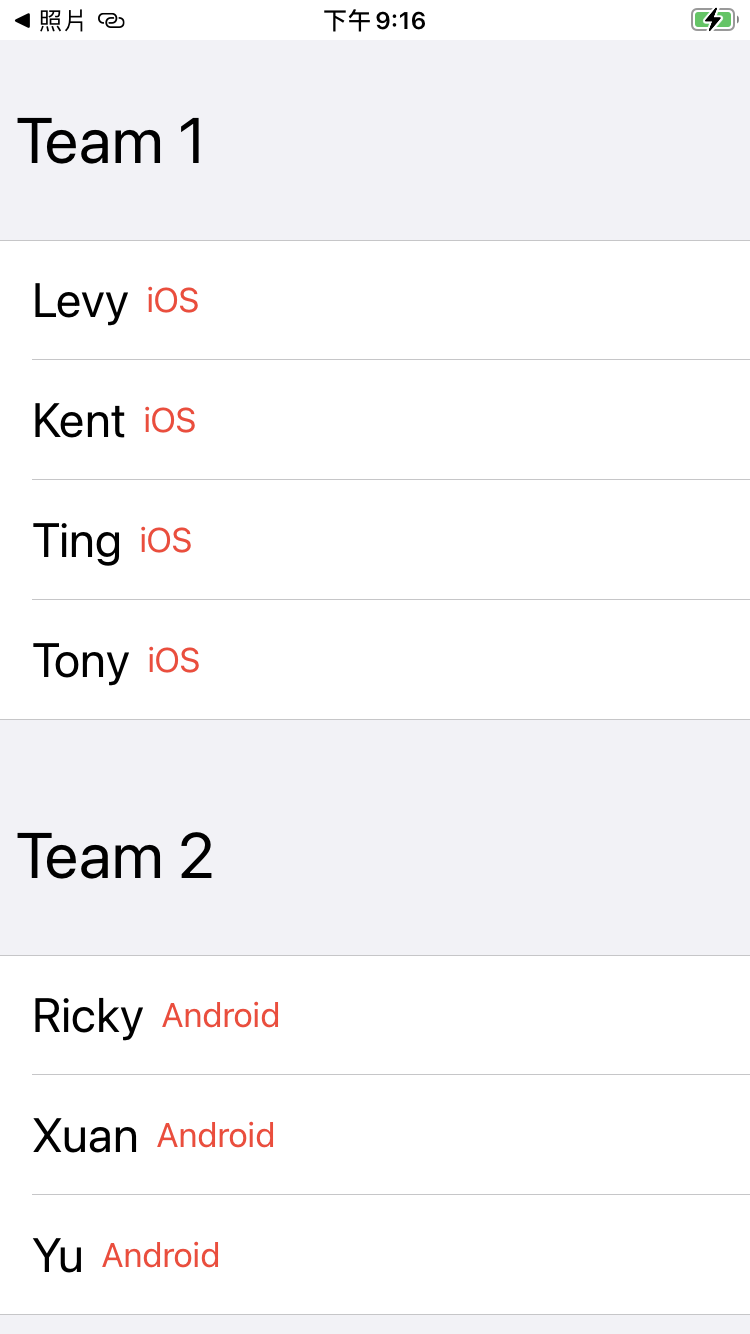 照片
下午9:16
Team 1
Levy iOS
Kent iOS
Ting iOS
Tony iOS
Team 2
Ricky Android
Xuan Android
Yu Android